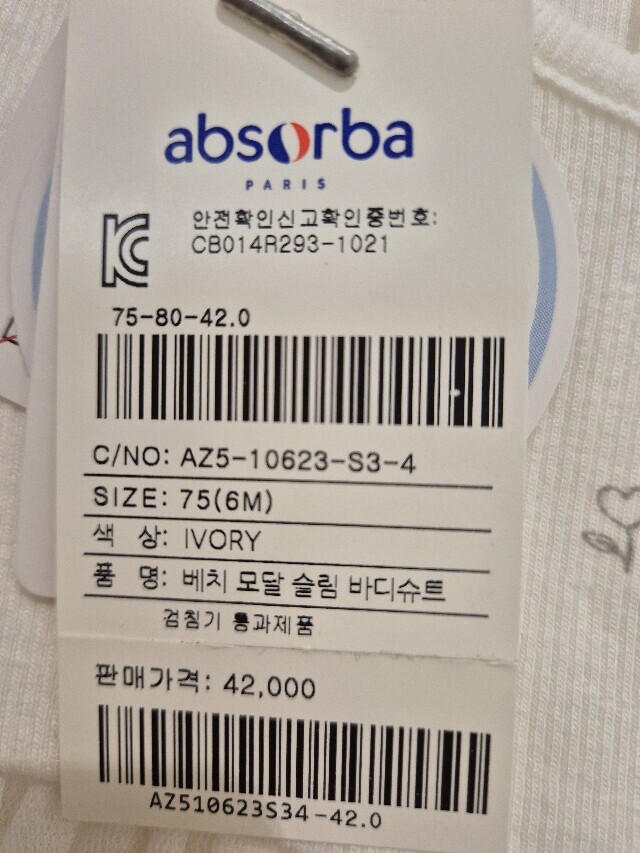 absorba
PARIS
안전확인신고확인증번호:
CB014R293-1021
75-80-42.0
C/NO: AZ5-10623-S3-4
SIZE: 75(6M)
색 상: IVORY
품 명: 베치 모달 슬림 바디슈트
검침기 통과제품
판매가격: 42,000
AZ510623S34-42.0